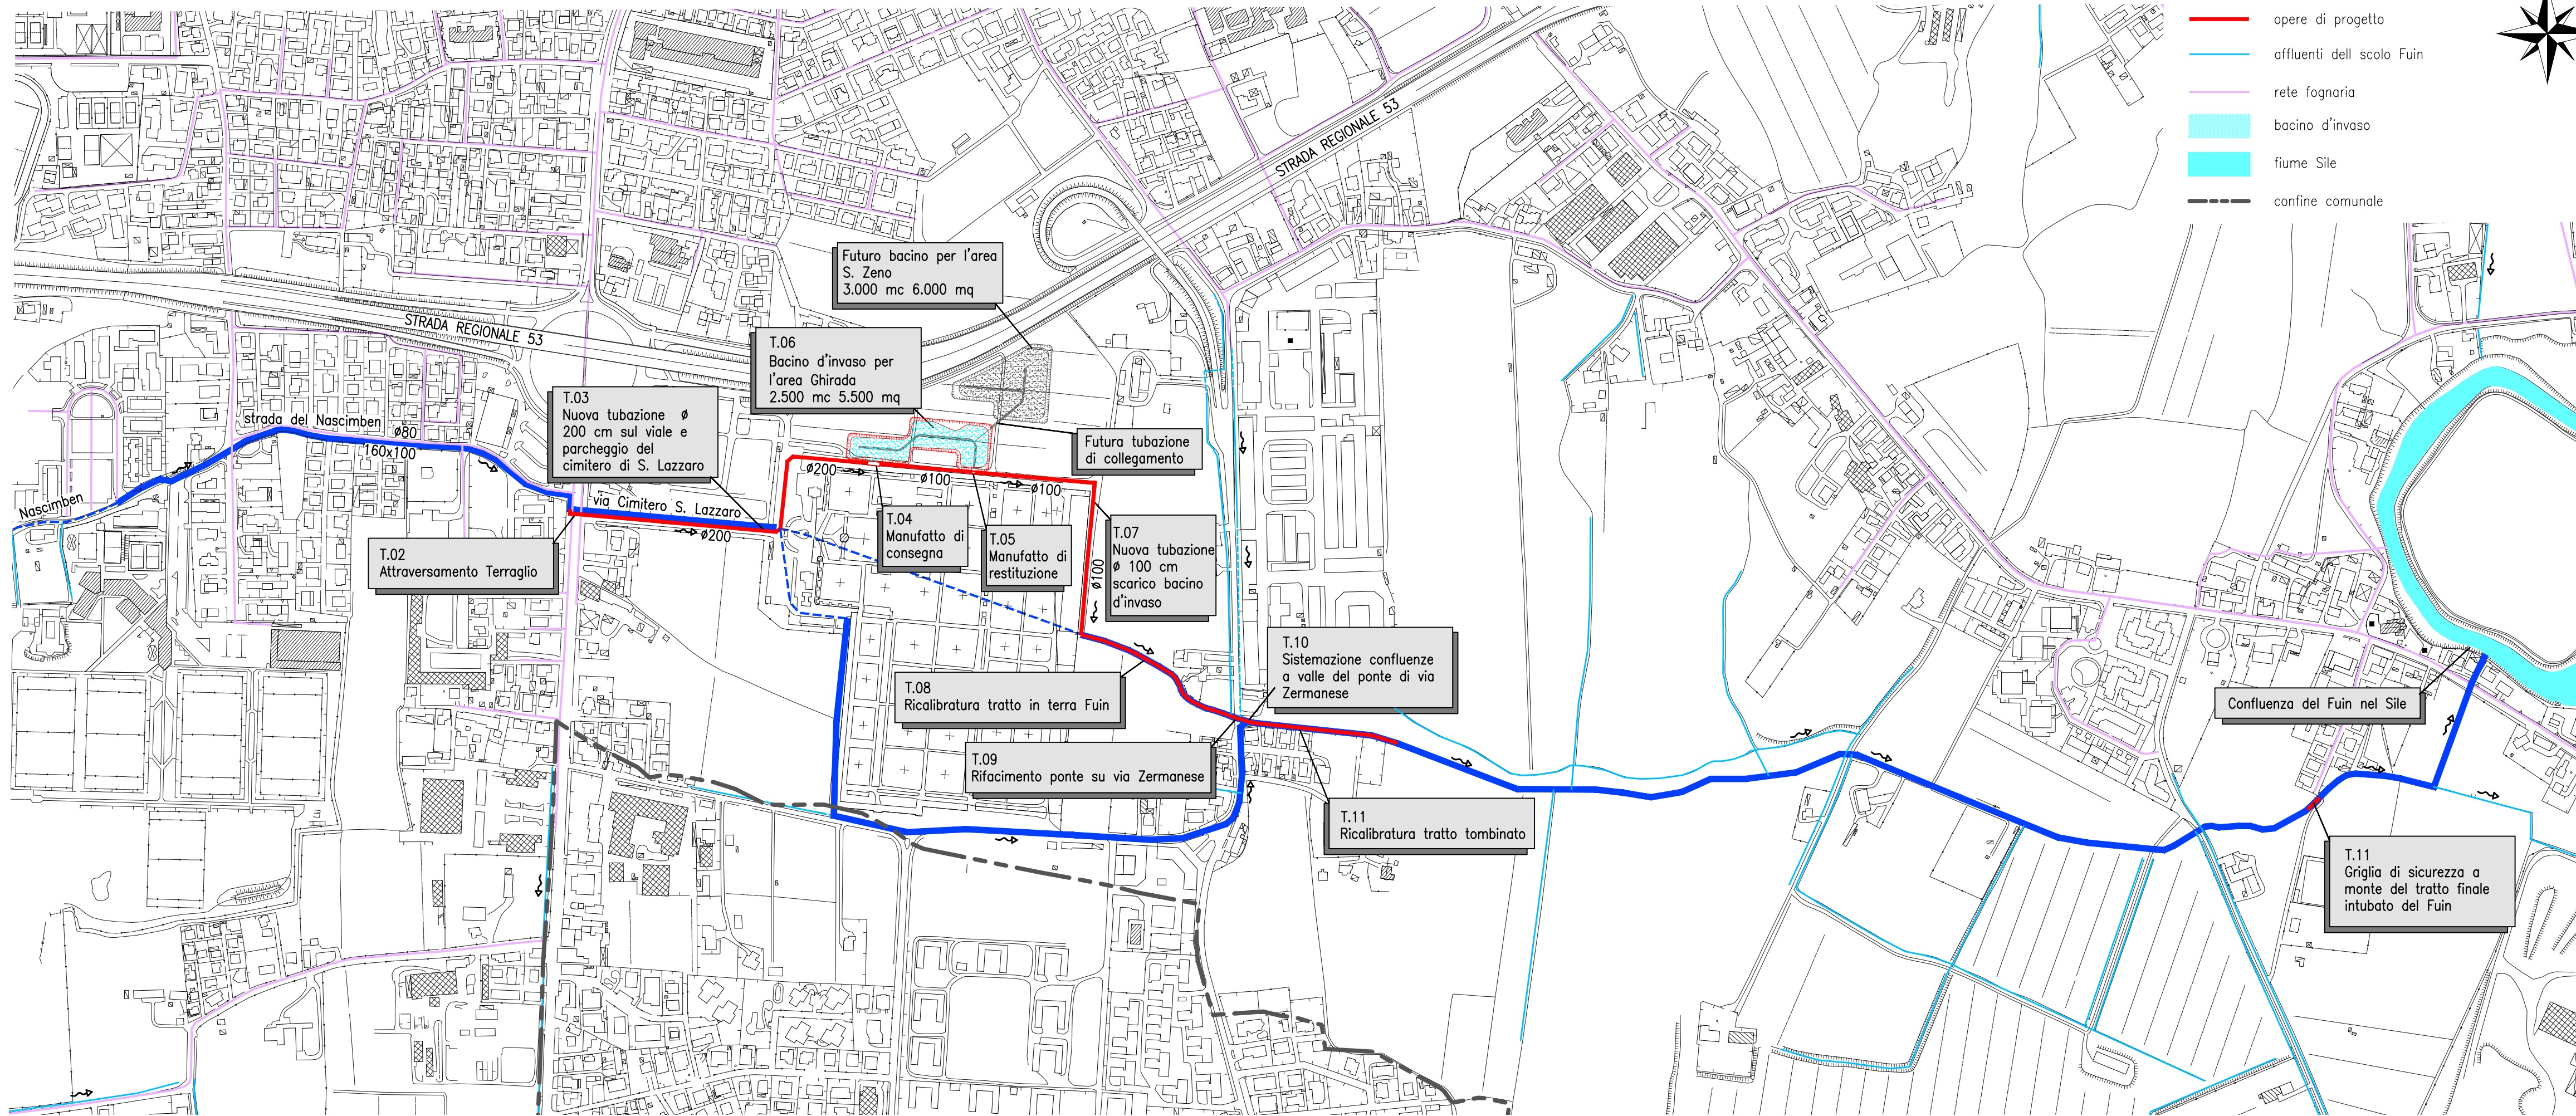 opere di progetto
affluenti dell scolo Fuin
rete fognaria
bacino d'invaso
fiume Sile
confine comunale
STRADA REGIONALE 53
Futuro bacino per l'area
S. Zeno
3.000 mc 6.000 mq
STRADA REGIONALE 53
T.06
Bacino d'invaso per
l'area Ghirada
2.500 mc 5.500 mq
T.03
Nuova tubazione ø
200 cm sul viale e
parcheggio del
cimitero di S. Lazzaro
strada del Nascimben
ø80
160x100
Nascimben
Futura tubazione
di collegamento
ø200
ø100
ø100
via Cimitero S. Lazzaro
ø200
T.04
Manufatto di
consegna
T.05
Manufatto di
restituzione
T.07
Nuova tubazione
ø 100 cm
scarico bacino
d'invaso
ø100
T.02
Attraversamento Terraglio
T.10
Sistemazione confluenze
a valle del ponte di via
Zermanese
T.08
Ricalibratura tratto in terra Fuin
Confluenza del Fuin nel Sile
T.09
Rifacimento ponte su via Zermanese
T.11
Ricalibratura tratto tombinato
T.11
Griglia di sicurezza a
monte del tratto finale
intubato del Fuin